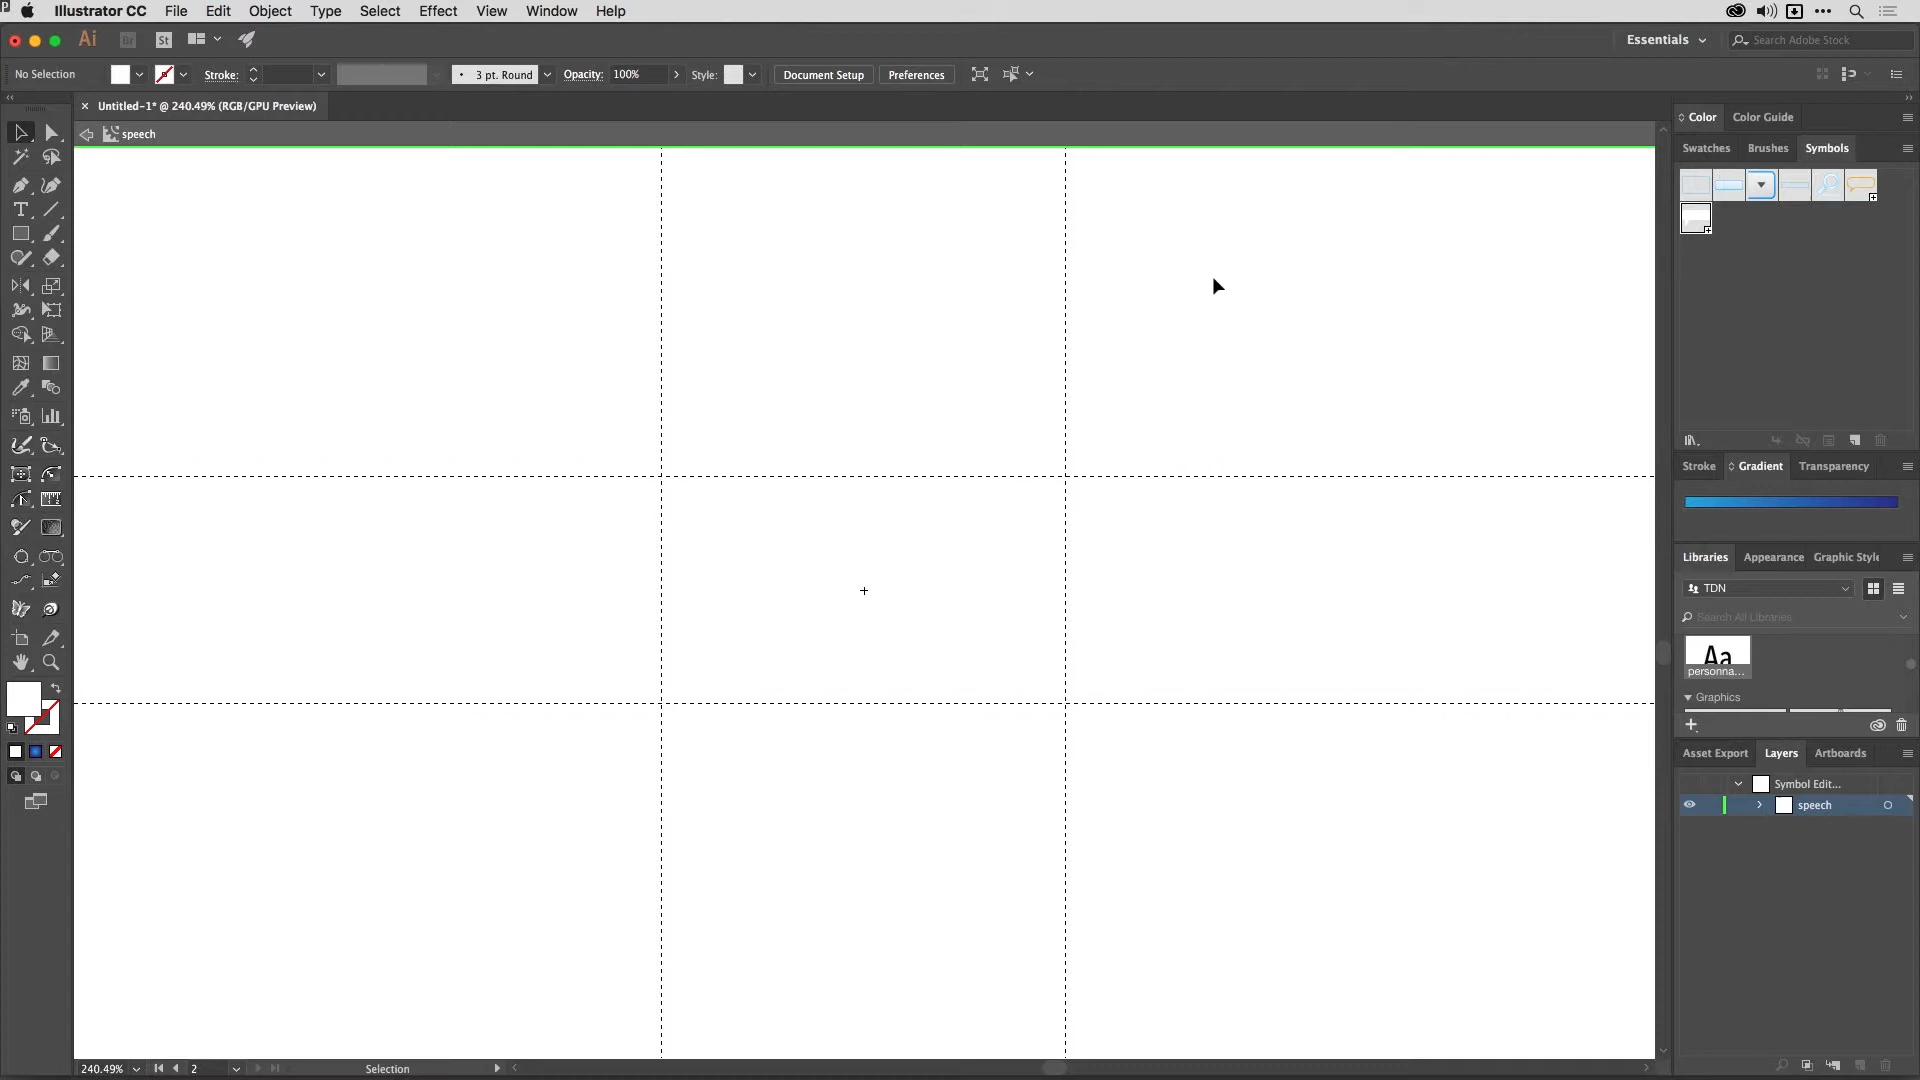 Illustrator CC File Edit Object Type Select Effect View Window Help
Ai Br St Essentials Search Adobe Stock
No Selection Stroke: 3 pt. Round Opacity: 100% Style: Document Setup Preferences
× Untitled-1* @ 240.49% (RGB/GPU Preview)
speech
Color Color Guide
Swatches Brushes Symbols
Stroke Gradient Transparency
Libraries Appearance Graphic Style
TDN
Search All Libraries
Aa
personna...
Graphics
Asset Export Layers Artboards
Symbol Edit...
speech
240.49% 2 Selection